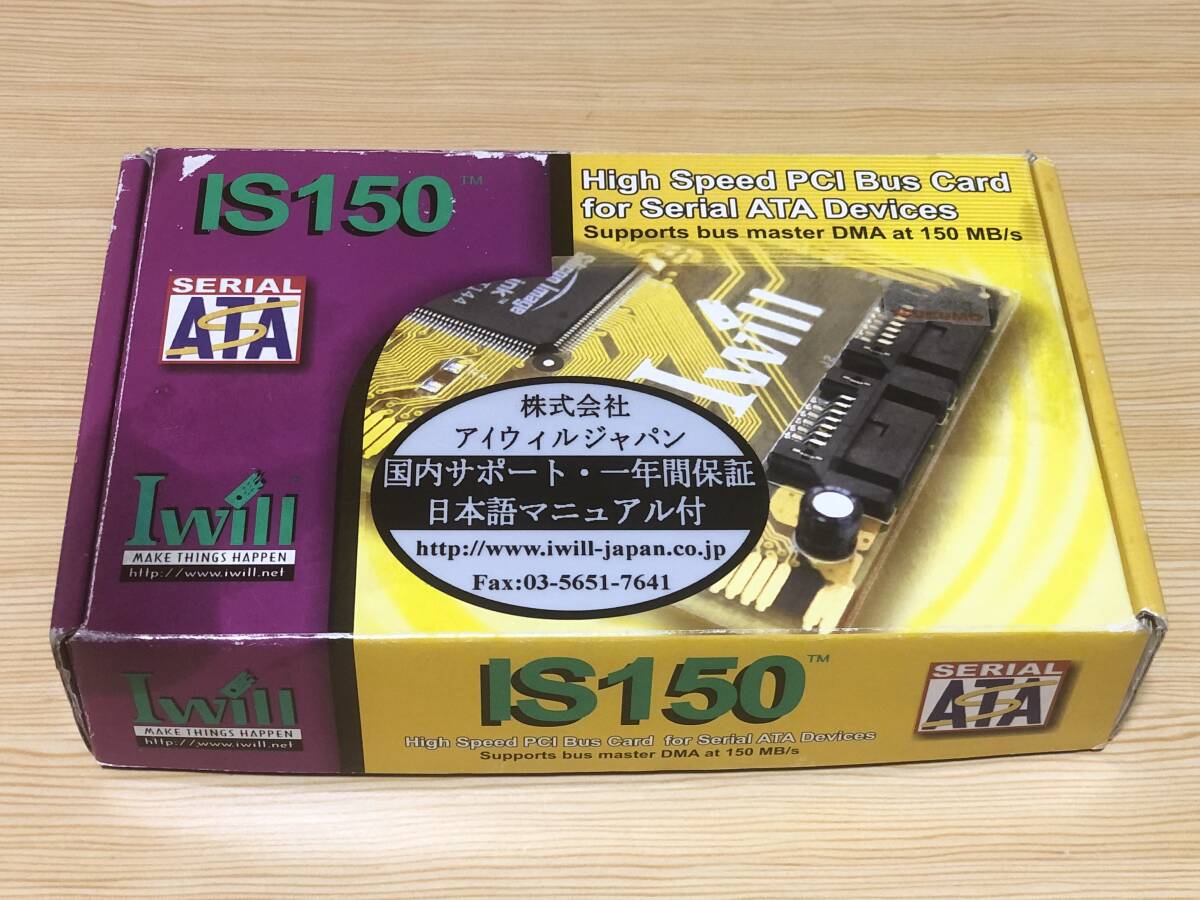 IS150™
High Speed PCI Bus Card
for Serial ATA Devices
Supports bus master DMA at 150 MB/s
SERIAL
ATA
Silicon Image
Iwill
株式会社
アイウィルジャパン
国内サポート・一年間保証
日本語マニュアル付
http://www.iwill-japan.co.jp
Fax:03-5651-7641
Iwill
MAKE THINGS HAPPEN
http://www.iwill.net
Iwill
MAKE THINGS HAPPEN
http://www.iwill.net
IS150™
High Speed PCI Bus Card for Serial ATA Devices
Supports bus master DMA at 150 MB/s
SERIAL
ATA